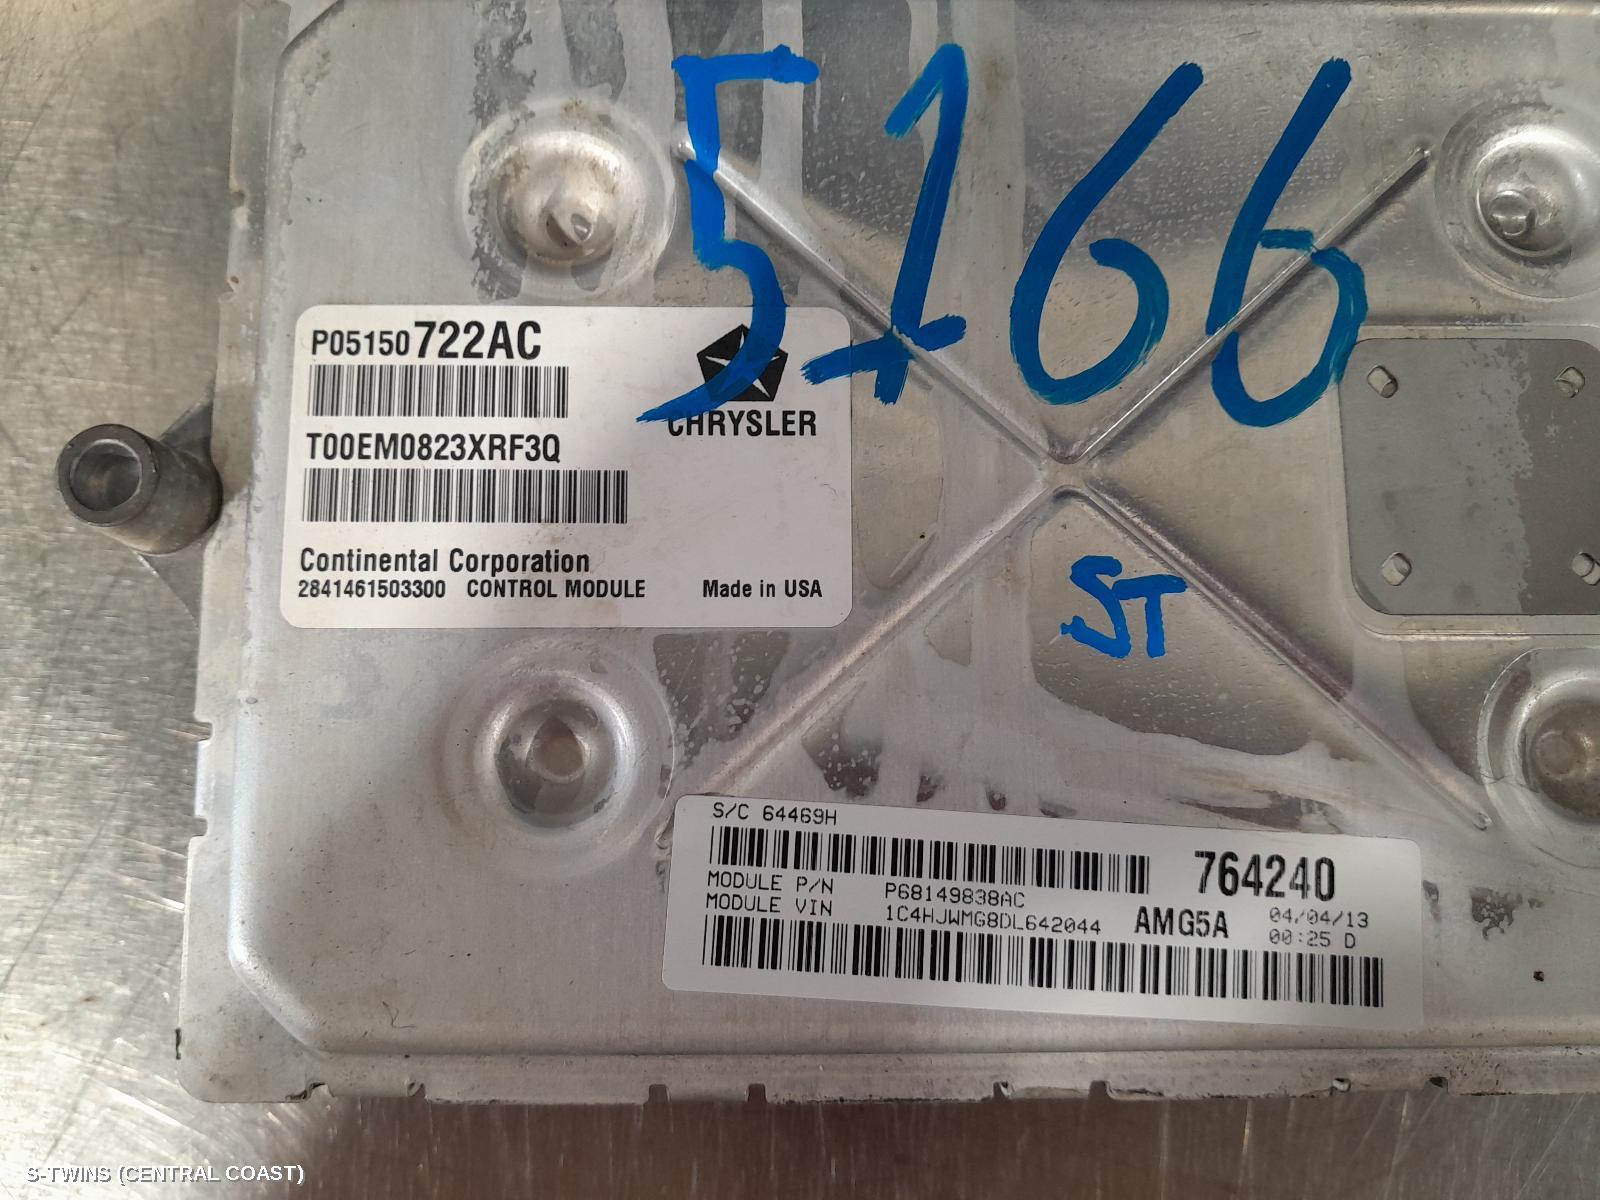 5166
P05150722AC
CHRYSLER
T00EM0823XRF3Q
Continental Corporation
2841461503300 CONTROL MODULE Made in USA
ST
S/C 64469H
764240
MODULE P/N P68149838AC
MODULE VIN 1C4HJWMG8DL642044 AMG5A 04/04/13
00:25 D
S-TWINS (CENTRAL COAST)